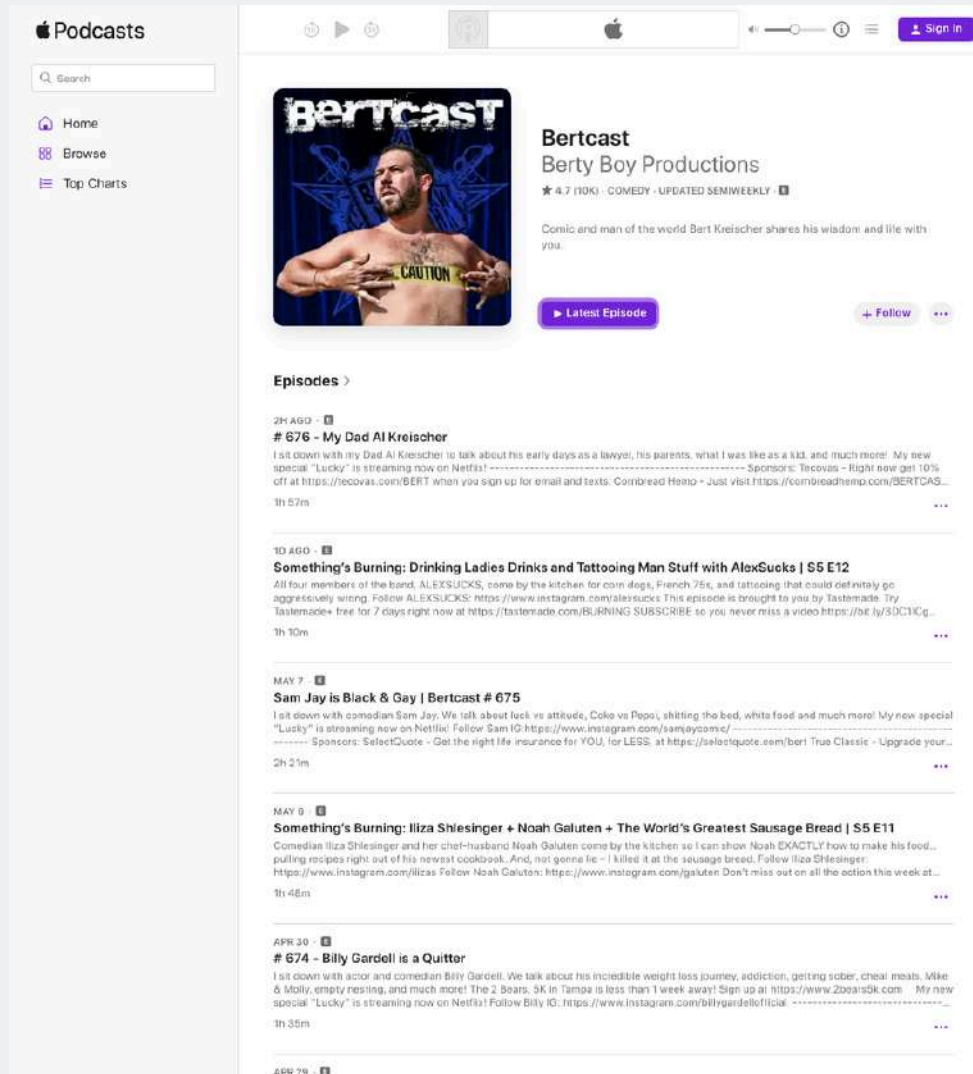 Podcasts
Search
Home
Browse
Top Charts
Sign In
BERTCAST
CAUTION
Bertcast
Berty Boy Productions
★ 4.7 (10K) · COMEDY · UPDATED SEMIWEEKLY · E
Comic and man of the world Bert Kreischer shares his wisdom and life with
you.
Latest Episode
+ Follow
Episodes
2H AGO · E
# 676 - My Dad Al Kreischer
I sit down with my Dad Al Kreischer to talk about his early days as a lawyer, his parents, what I was like as a kid, and much more! My new
special "Lucky" is streaming now on Netflix! ------------------------------------------------- Sponsors: Tecovas - Right now get 10%
off at https://tecovas.com/BERT when you sign up for email and texts. Cornbread Hemp - Just visit https://cornbreadhemp.com/BERTCAS...
1h 57m
1D AGO · E
Something's Burning: Drinking Ladies Drinks and Tattooing Man Stuff with AlexSucks | S5 E12
All four members of the band, ALEXSUCKS, come by the kitchen for corn dogs, French 75s, and tattooing that could definitely go
aggressively wrong. Follow ALEXSUCKS: https://www.instagram.com/alexsucks This episode is brought to you by Tastemade. Try
Tastemade+ free for 7 days right now at https://tastemade.com/BURNING SUBSCRIBE so you never miss a video
1h 10m
MAY 7 · E
Sam Jay is Black & Gay | Bertcast # 675
I sit down with comedian Sam Jay. We talk about luck vs attitude, Coke vs Pepsi, shitting the bed, white food and much more! My new special
"Lucky" is streaming now on Netflix! Follow Sam IG: https://www.instagram.com/samjaycomic/ ------------------------------------------
------- Sponsors: SelectQuote - Get the right life insurance for YOU, for LESS, at https://selectquote.com/bert True Classic - Upgrade your...
2h 21m
MAY 6 · E
Something's Burning: Iliza Shlesinger + Noah Galuten + The World's Greatest Sausage Bread | S5 E11
Comedian Iliza Shlesinger and her chef-husband Noah Galuten come by the kitchen so I can show Noah EXACTLY how to make his food...
pulling recipes right out of his newest cookbook. And, not gonna lie – I killed it at the sausage bread. Follow Iliza Shlesinger:
https://www.instagram.com/ilizas Follow Noah Galuten: https://www.instagram.com/galuten Don't miss out on all the action this week at...
1h 48m
APR 30 · E
# 674 - Billy Gardell is a Quitter
I sit down with actor and comedian Billy Gardell. We talk about his incredible weight loss journey, addiction, getting sober, cheat meals, Mike
& Molly, empty nesting, and much more! The 2 Bears, 5K in Tampa is less than 1 week away! Sign up at https://www.2bears5k.com My new
special "Lucky" is streaming now on Netflix! Follow Billy IG: https://www.instagram.com/billygardellofficial -----------------------------...
1h 35m
APR 29 · E